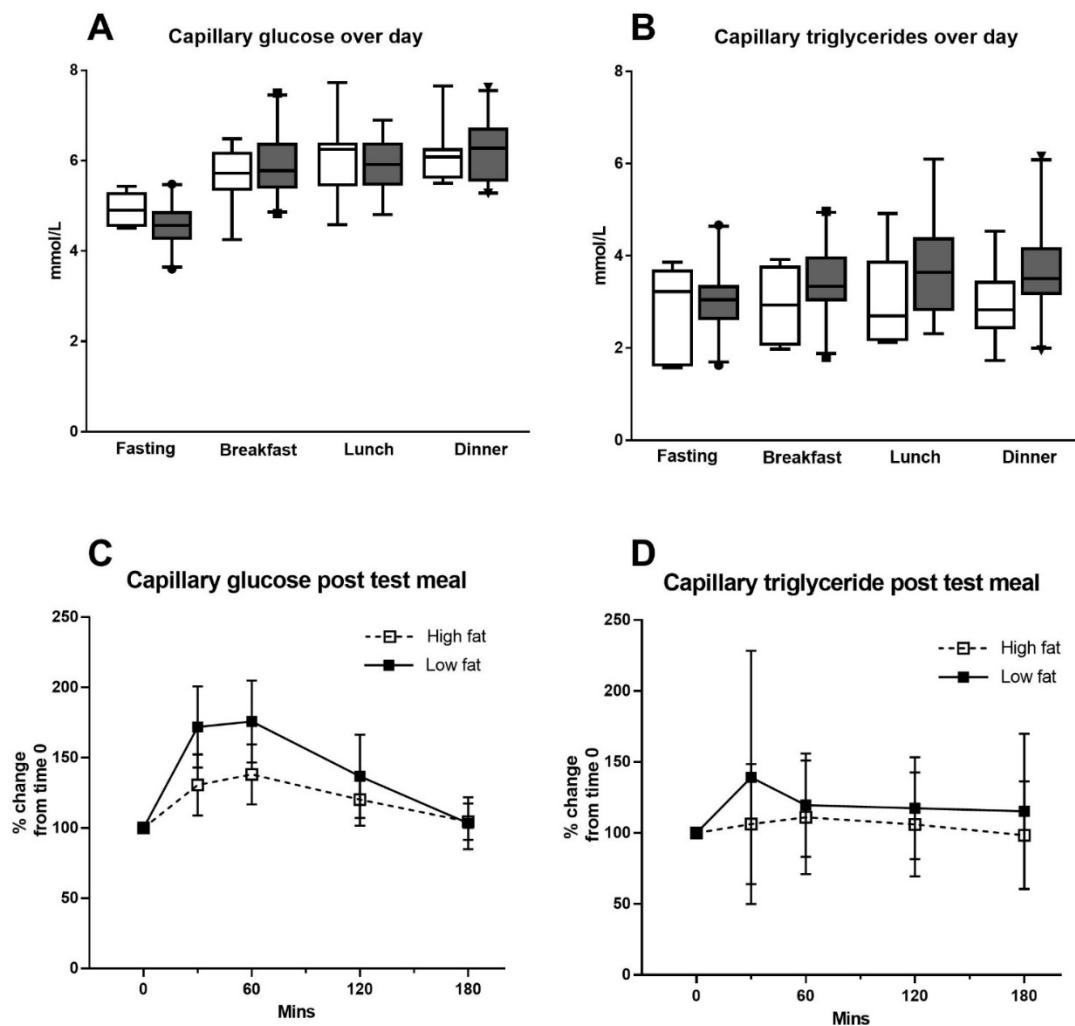 A
Capillary glucose over day
8
6
4
2
0
mmol/L
Fasting Breakfast Lunch Dinner
B
Capillary triglycerides over day
8
6
4
2
0
mmol/L
Fasting Breakfast Lunch Dinner
C
Capillary glucose post test meal
250
200
150
100
50
0
% change
from time 0
High fat
Low fat
0 60 120 180
Mins
D
Capillary triglyceride post test meal
250
200
150
100
50
0
% change
from time 0
High fat
Low fat
0 60 120 180
Mins